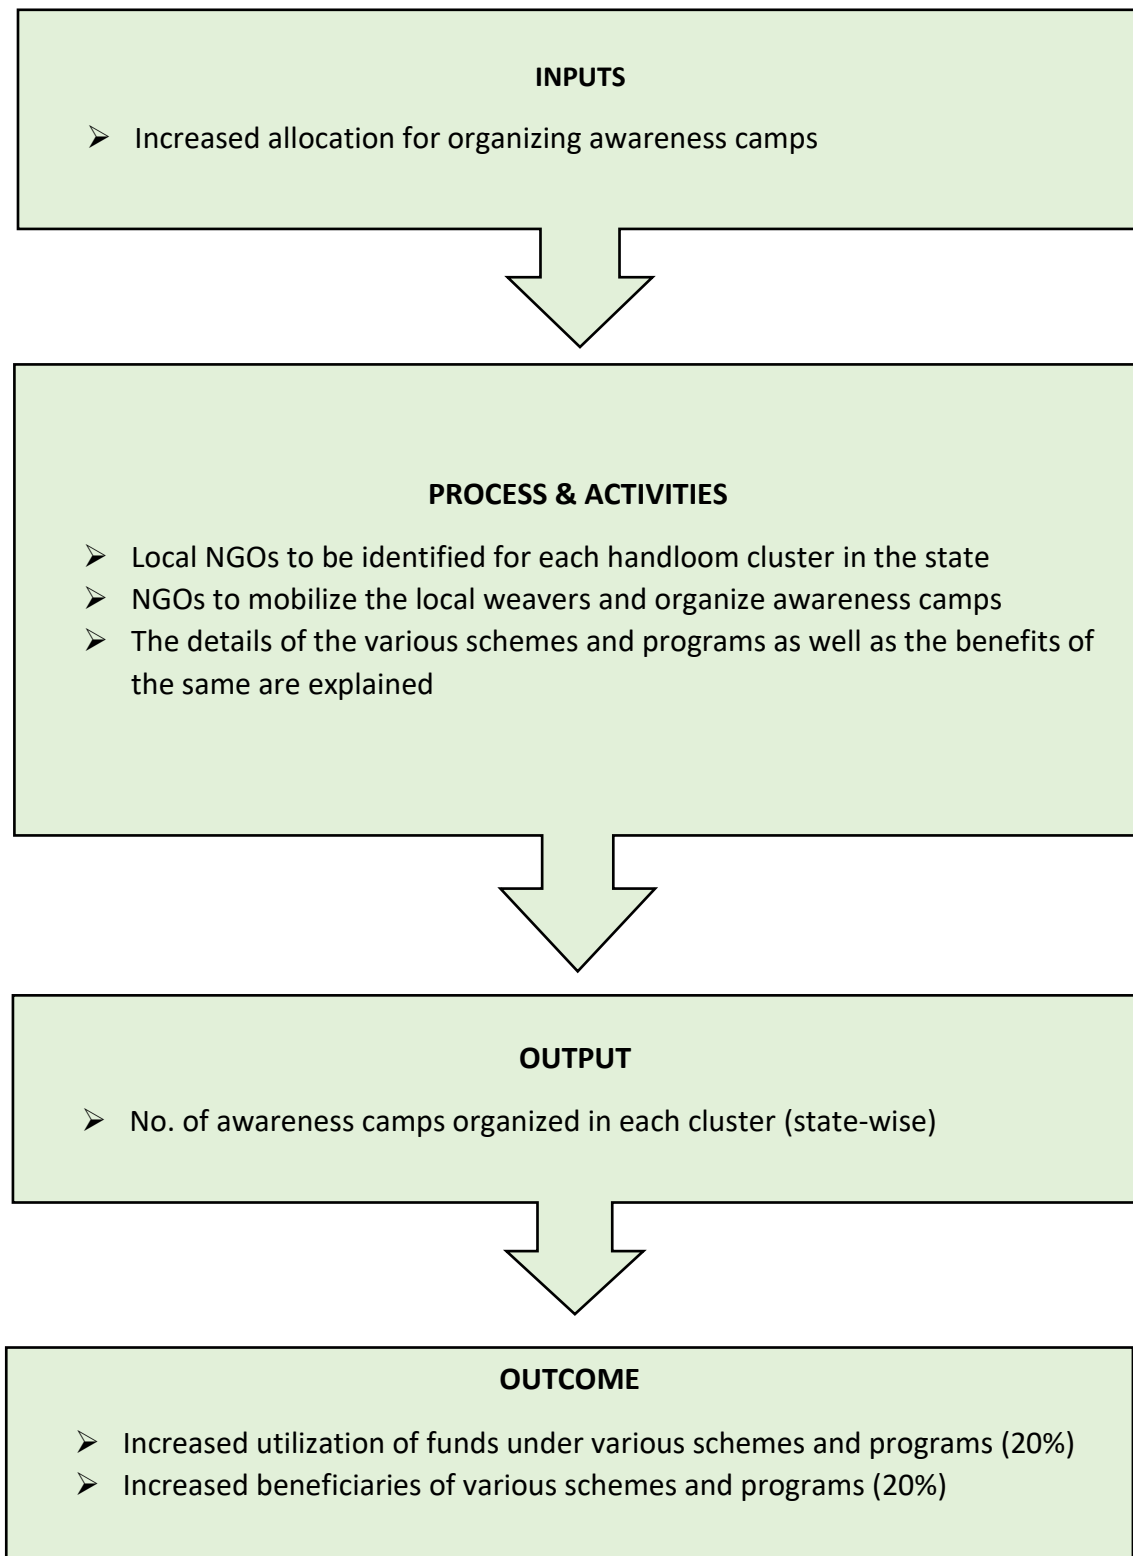 INPUTS
➢ Increased allocation for organizing awareness camps
PROCESS & ACTIVITIES
➢ Local NGOs to be identified for each handloom cluster in the state
➢ NGOs to mobilize the local weavers and organize awareness camps
➢ The details of the various schemes and programs as well as the benefits of
the same are explained
OUTPUT
➢ No. of awareness camps organized in each cluster (state-wise)
OUTCOME
➢ Increased utilization of funds under various schemes and programs (20%)
➢ Increased beneficiaries of various schemes and programs (20%)